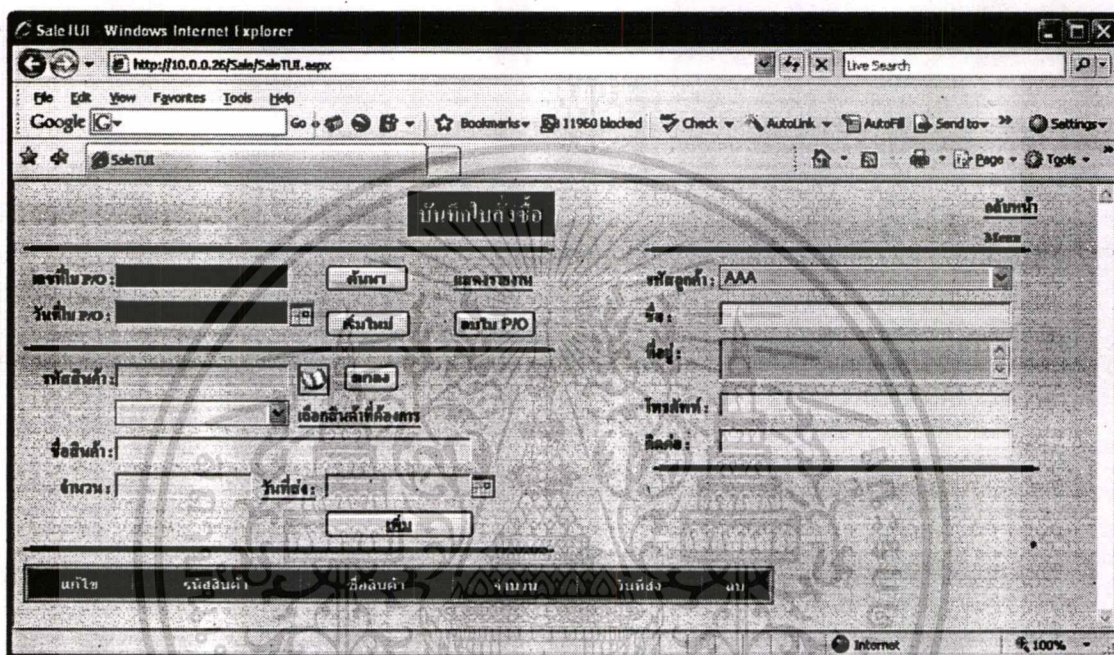 SaleTUI Windows Internet Explorer
http://10.0.0.26/Sale/SaleTUI.aspx
Live Search
File Edit View Favorites Tools Help
Google Go Bookmarks 11960 blocked Check AutoLink AutoFill Send to Settings
SaleTUI Page Tools
บันทึกใบสั่งซื้อ
กลับหน้า
Menu
เลขที่ใบ P/O :
ค้นหา
แสดงรายงาน
วันที่ใบ P/O :
เริ่มใหม่
ลบใบ P/O
รหัสลูกค้า : AAA
ชื่อ :
ที่อยู่ :
โทรศัพท์ :
ติดต่อ :
รหัสสินค้า :
ตกลง
เลือกสินค้าที่ต้องการ
ชื่อสินค้า :
จำนวน :
วันที่ส่ง :
เพิ่ม
แก้ไข รหัสสินค้า ชื่อสินค้า จำนวน วันที่ส่ง ลบ
Internet 100%